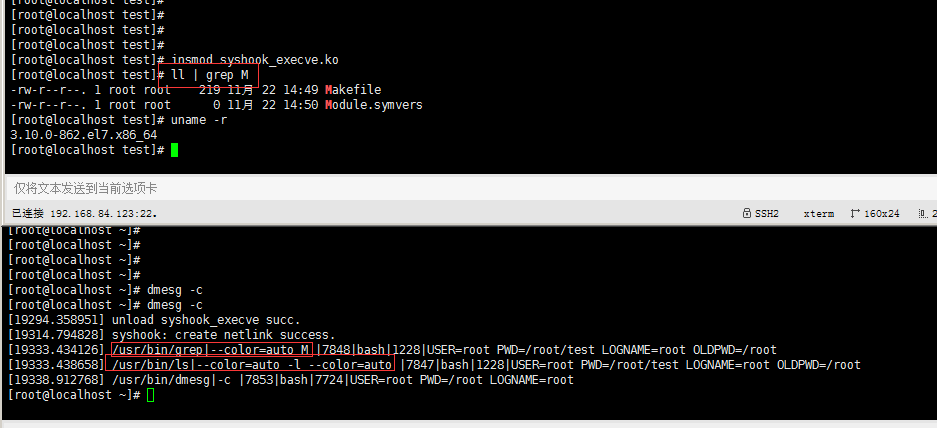 [root@localhost test]#
[root@localhost test]#
[root@localhost test]#
[root@localhost test]#
[root@localhost test]# insmod syshook_execve.ko
[root@localhost test]# ll | grep M
-rw-r--r--. 1 root root    219 11月 22 14:49 Makefile
-rw-r--r--. 1 root root      0 11月 22 14:50 Module.symvers
[root@localhost test]# uname -r
3.10.0-862.el7.x86_64
[root@localhost test]#
仅将文本发送到当前选项卡
已连接 192.168.84.123:22. SSH2 xterm 160x24 2
[root@localhost ~]#
[root@localhost ~]#
[root@localhost ~]#
[root@localhost ~]#
[root@localhost ~]# dmesg -c
[root@localhost ~]# dmesg -c
[19294.358951] unload syshook_execve succ.
[19314.794828] syshook: create netlink success.
[19333.434126] /usr/bin/grep|--color=auto M |7848|bash|1228|USER=root PWD=/root/test LOGNAME=root OLDPWD=/root
[19333.438658] /usr/bin/ls|--color=auto -l --color=auto |7847|bash|1228|USER=root PWD=/root/test LOGNAME=root OLDPWD=/root
[19338.912768] /usr/bin/dmesg|-c |7853|bash|7724|USER=root PWD=/root LOGNAME=root
[root@localhost ~]#